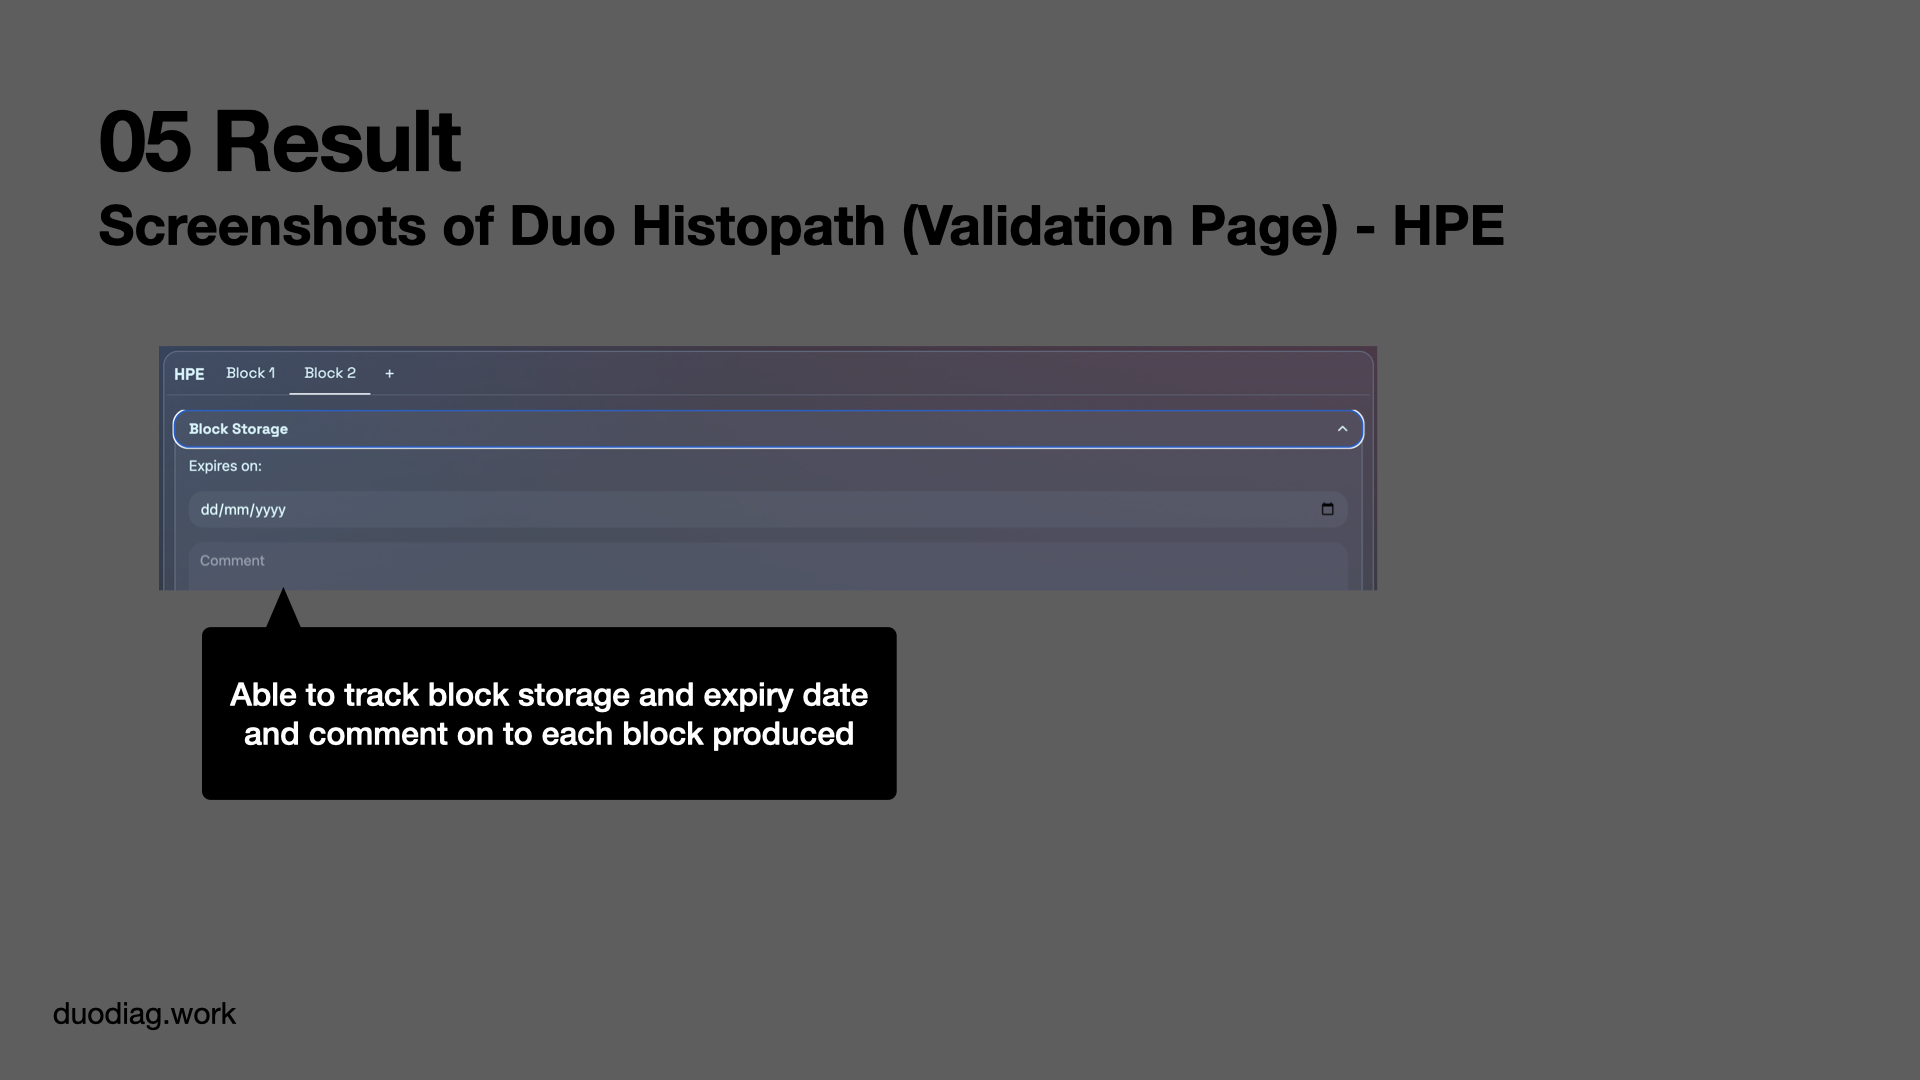 05 Result
Screenshots of Duo Histopath (Validation Page) - HPE
HPE Block 1 Block 2 +
Block Storage
Expires on:
dd/mm/yyyy
Comment
Able to track block storage and expiry date
and comment on to each block produced
duodiag.work